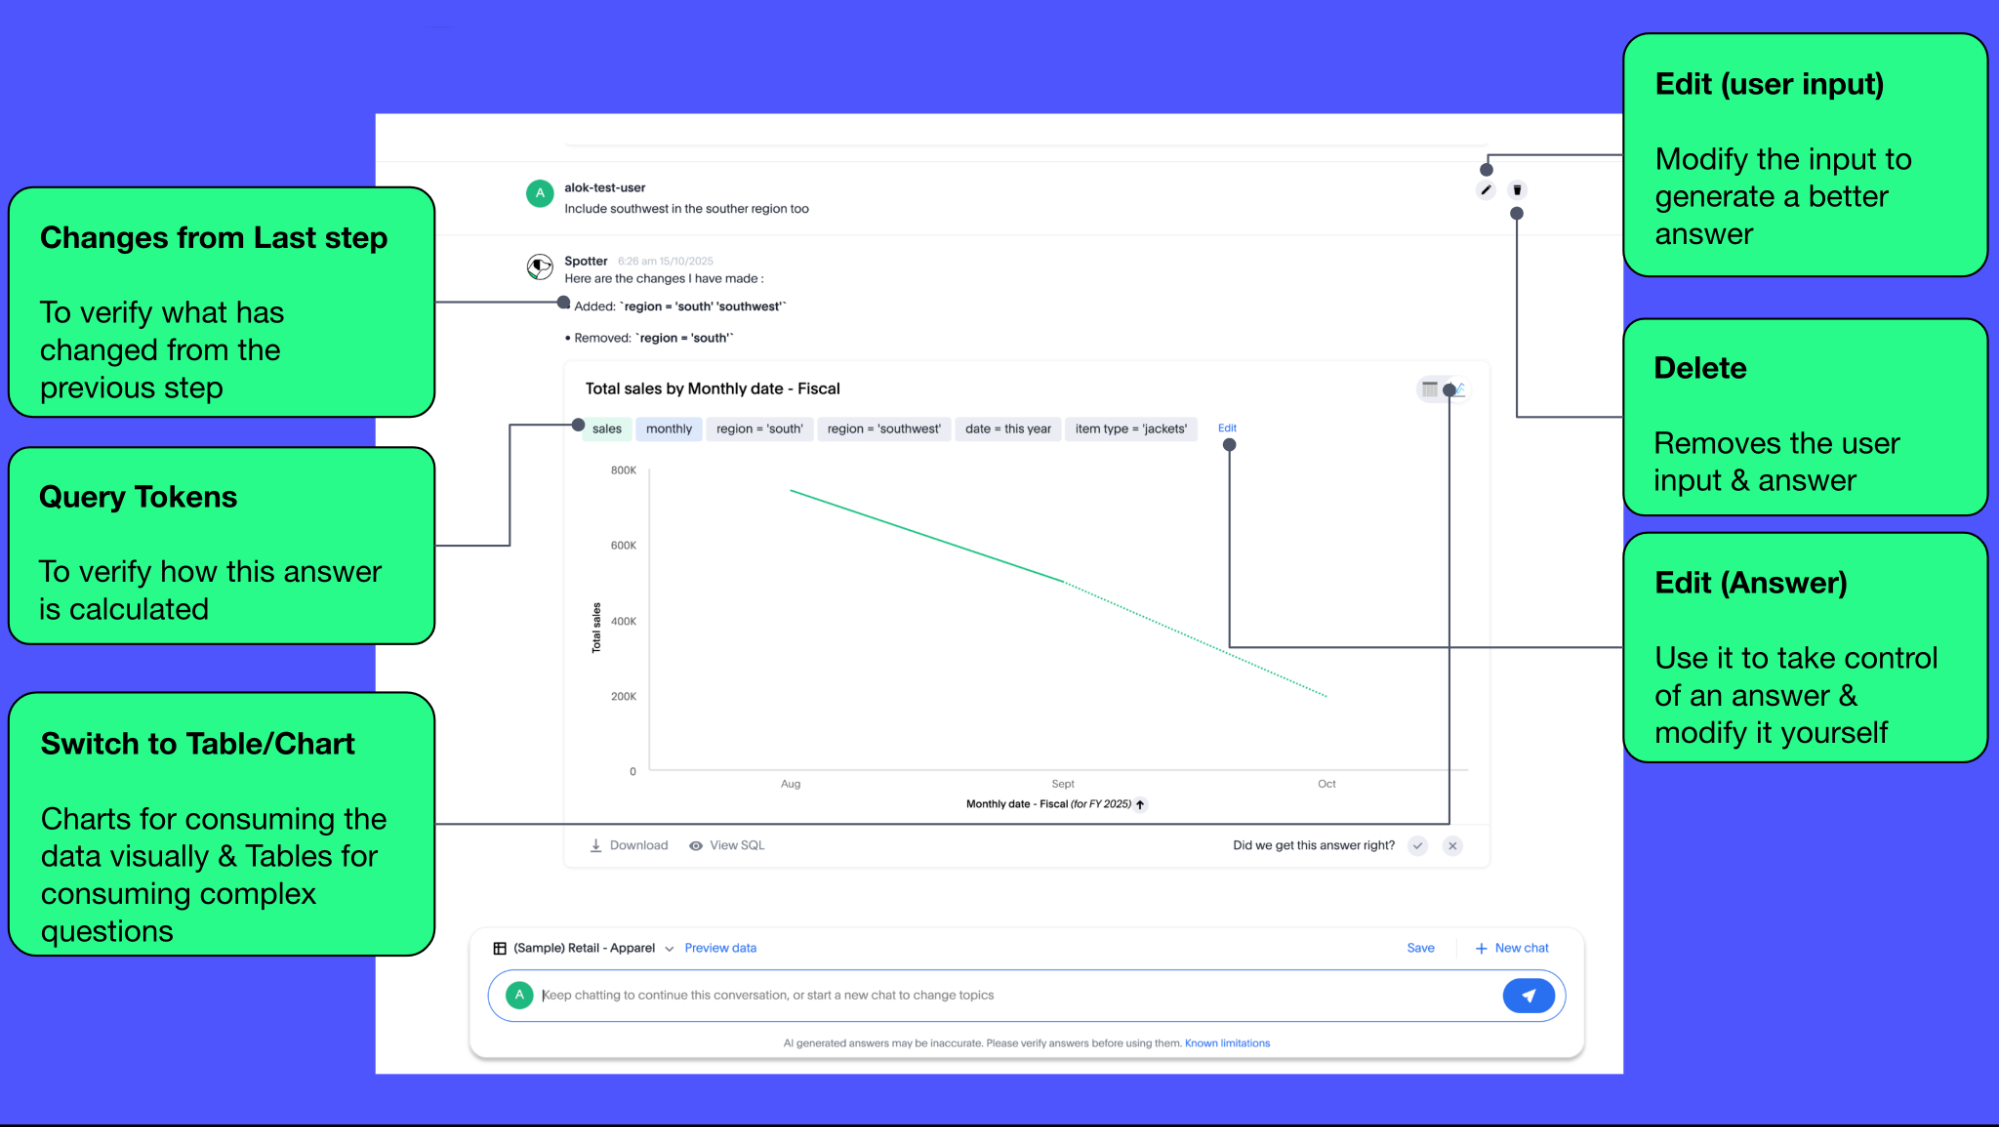 Changes from Last step
To verify what has
changed from the
previous step
Query Tokens
To verify how this answer
is calculated
Switch to Table/Chart
Charts for consuming the
data visually & Tables for
consuming complex
questions
A
alok-test-user
Include southwest in the souther region too
Spotter 6:26 am 15/10/2025
Here are the changes I have made :
• Added: `region = 'south' 'southwest'`
• Removed: `region = 'south'`
Total sales by Monthly date - Fiscal
sales monthly region = 'south' region = 'southwest' date = this year item type = 'jackets' Edit
800K
600K
400K
200K
0
Total sales
Aug Sept Oct
Monthly date - Fiscal (for FY 2025)
Download View SQL Did we get this answer right?
(Sample) Retail - Apparel Preview data Save + New chat
A Keep chatting to continue this conversation, or start a new chat to change topics
AI generated answers may be inaccurate. Please verify answers before using them. Known limitations
Edit (user input)
Modify the input to
generate a better
answer
Delete
Removes the user
input & answer
Edit (Answer)
Use it to take control
of an answer &
modify it yourself